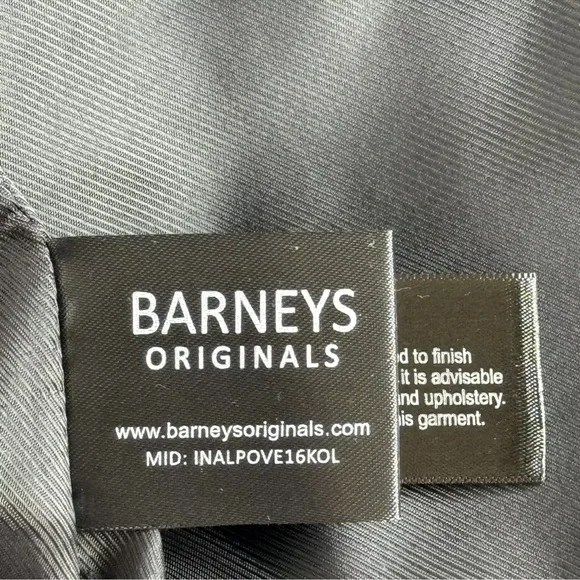 BARNEYS
ORIGINALS
www.barneysoriginals.com
MID: INALPOVE16KOL
to finish
it is advisable
and upholstery.
garment.